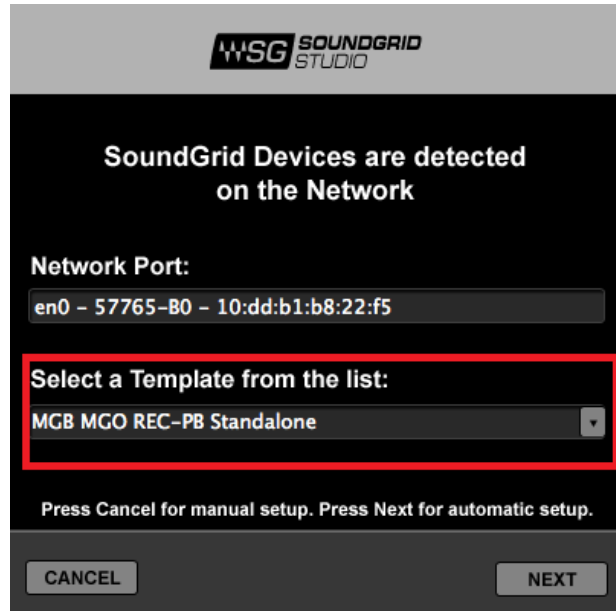 WSG SOUNDGRID
STUDIO
SoundGrid Devices are detected
on the Network
Network Port:
en0 – 57765–B0 – 10:dd:b1:b8:22:f5
Select a Template from the list:
MGB MGO REC–PB Standalone
Press Cancel for manual setup. Press Next for automatic setup.
CANCEL
NEXT